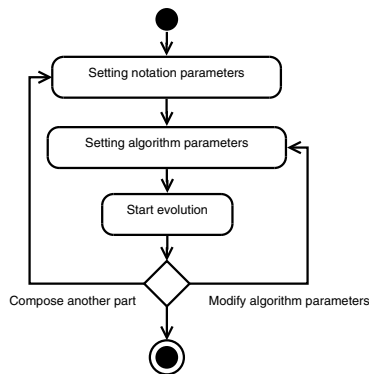 Setting notation parameters
Setting algorithm parameters
Start evolution
Compose another part
Modify algorithm parameters